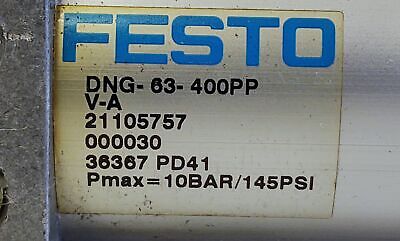 FESTO
DNG- 63- 400PP
V-A
21105757
000030
36367 PD41
Pmax=10BAR/145PSI